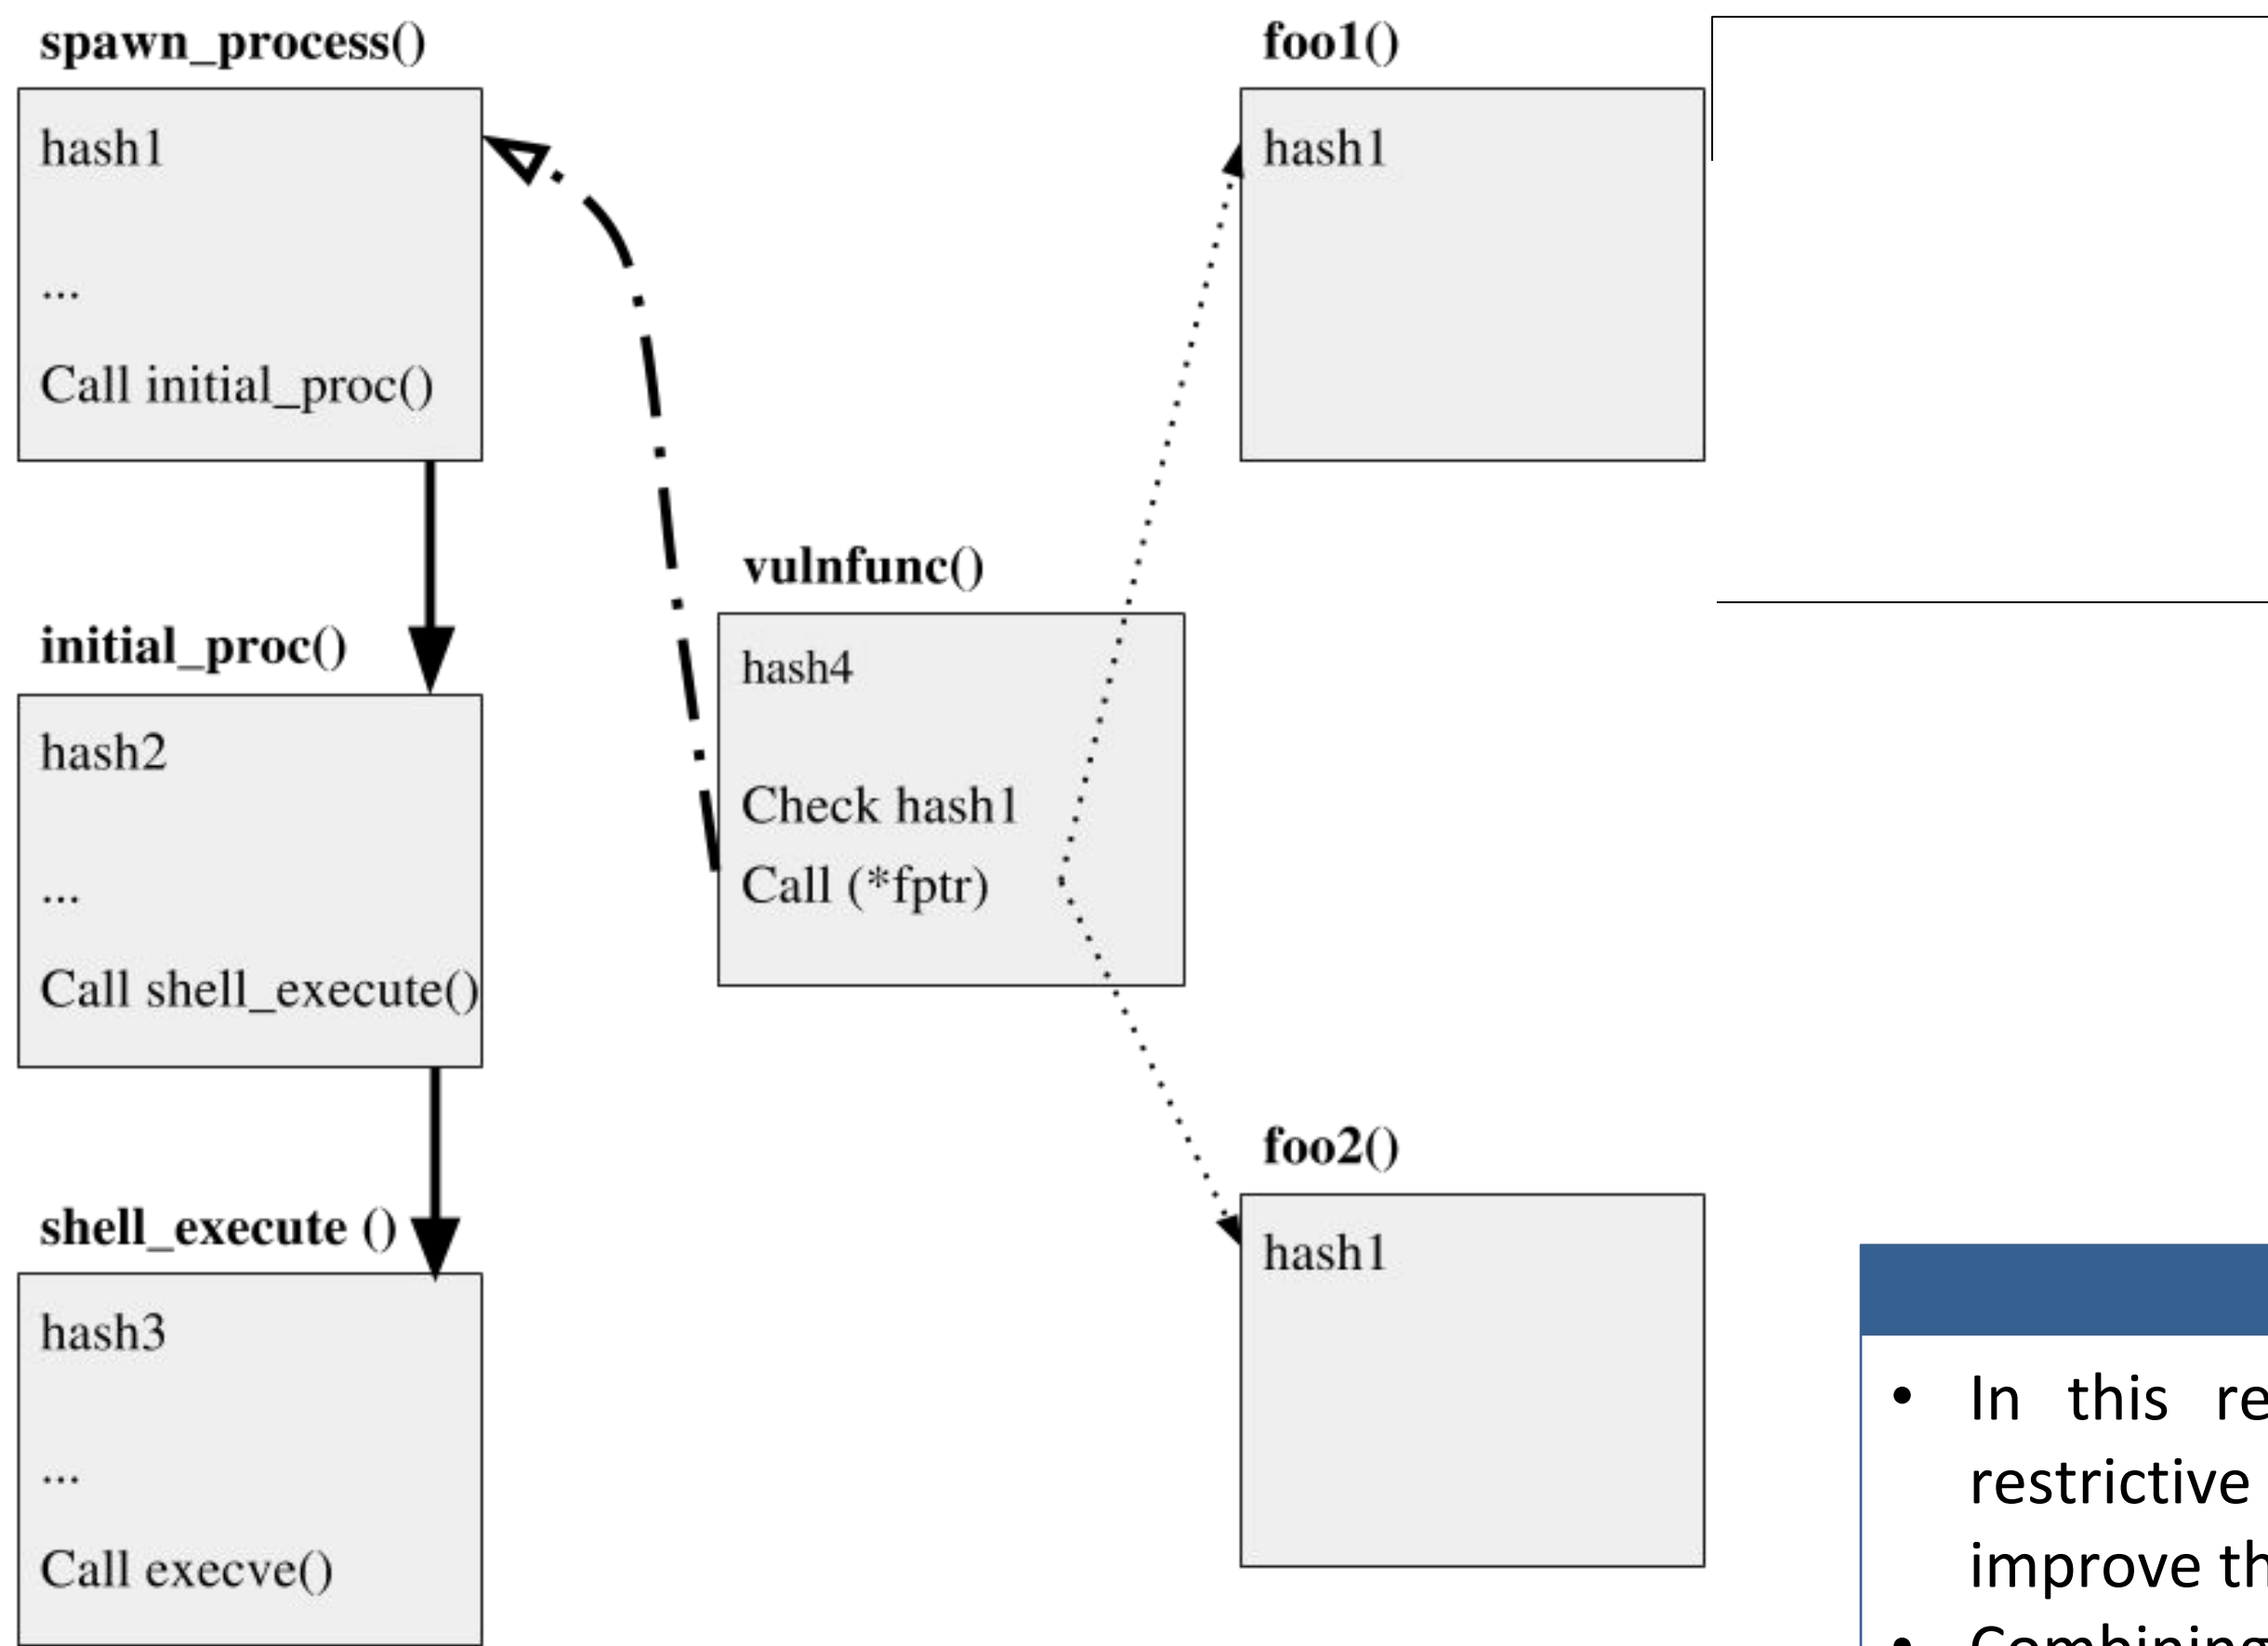 spawn_process()
hash1
...
Call initial_proc()
initial_proc()
hash2
...
Call shell_execute()
shell_execute ()
hash3
...
Call execve()
vulnfunc()
hash4
Check hash1
Call (*fptr)
foo1()
hash1
foo2()
hash1
• In this
restrictive
improve
•